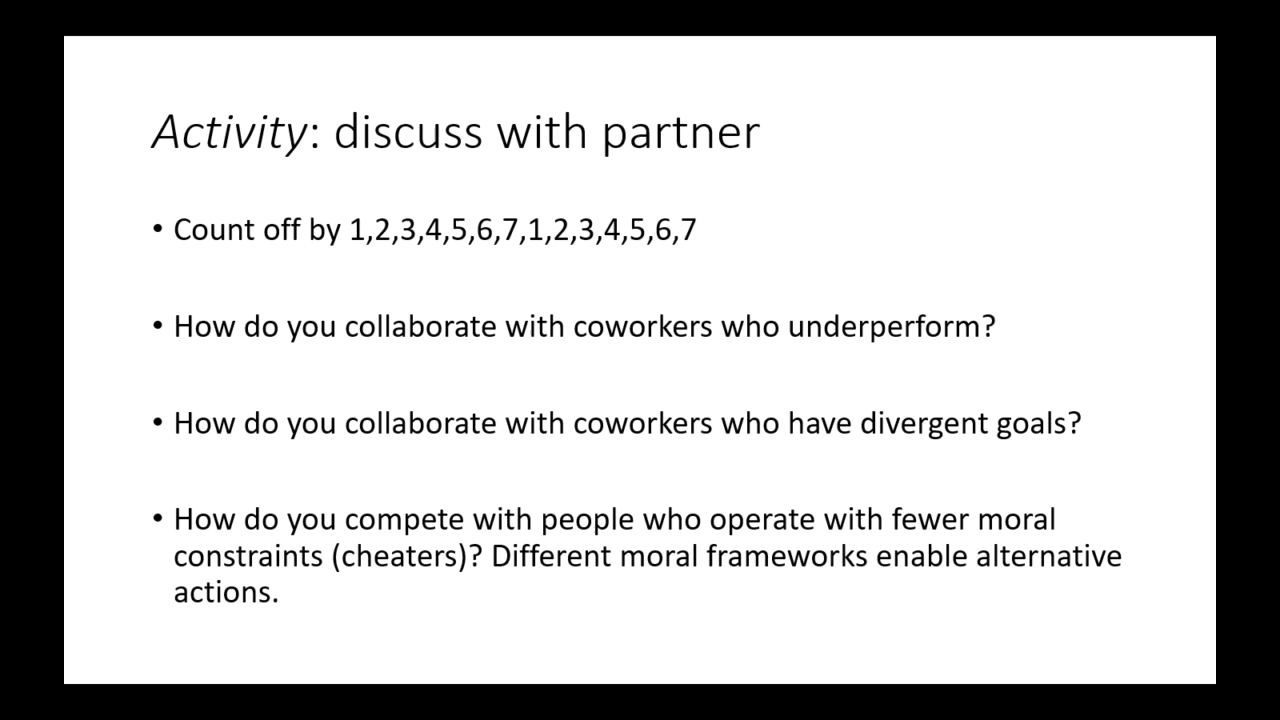 Activity: discuss with partner
• Count off by 1,2,3,4,5,6,7,1,2,3,4,5,6,7
• How do you collaborate with coworkers who underperform?
• How do you collaborate with coworkers who have divergent goals?
• How do you compete with people who operate with fewer moral
constraints (cheaters)? Different moral frameworks enable alternative
actions.